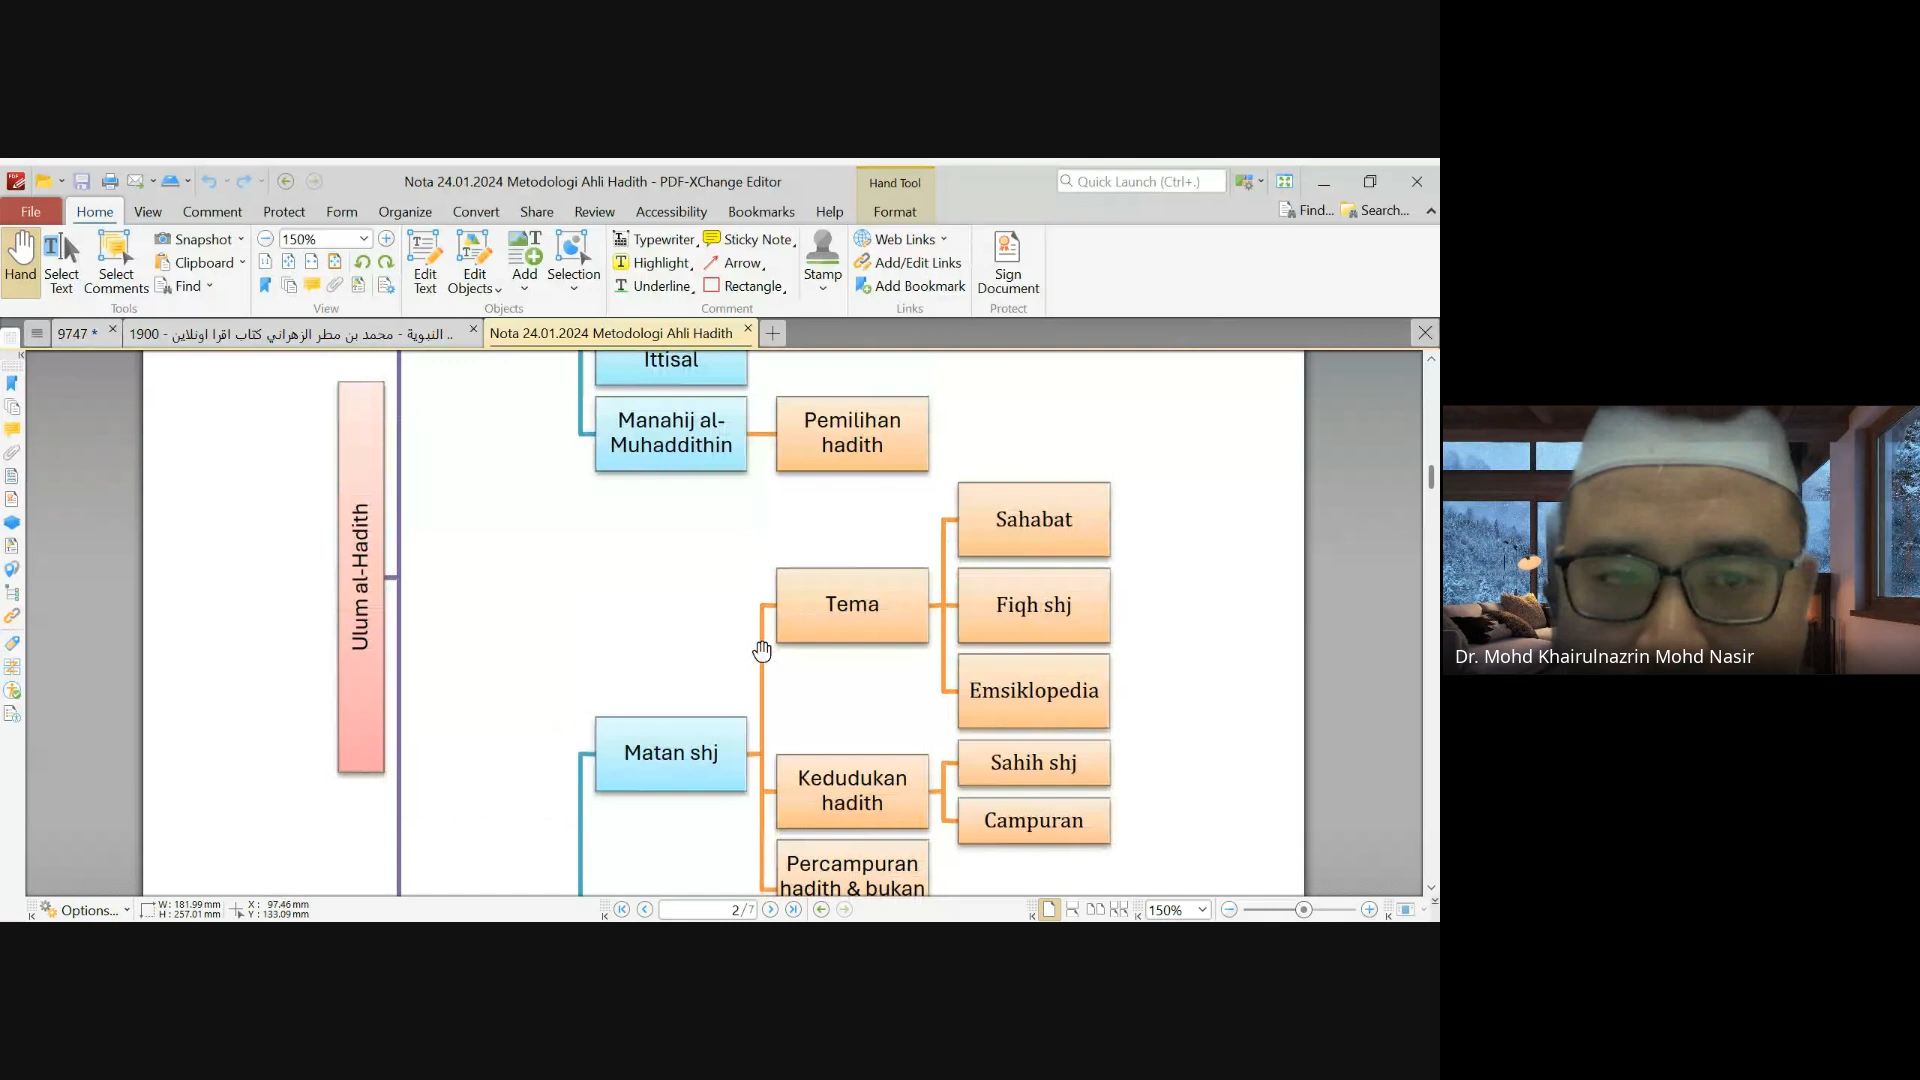 Nota 24.01.2024 Metodologi Ahli Hadith - PDF-XChange Editor
Hand Tool
Quick Launch (Ctrl+.)
File
Home
View
Comment
Protect
Form
Organize
Convert
Share
Review
Accessibility
Bookmarks
Help
Format
Find...
Search...
Hand
Select Text
Select Comments
Snapshot
Clipboard
Find
Tools
150%
View
Edit Text
Edit Objects
Add
Selection
Objects
Typewriter
Highlight
Underline
Sticky Note
Arrow
Rectangle
Stamp
Comment
Web Links
Add/Edit Links
Add Bookmark
Links
Sign Document
Protect
9747 *
.. النبوية - محمد بن مطر الزهراني كتاب اقرا اونلاين - 1900
Nota 24.01.2024 Metodologi Ahli Hadith
Ittisal
Manahij al-
Muhaddithin
Pemilihan
hadith
Ulum al-Hadith
Sahabat
Tema
Fiqh shj
Emsiklopedia
Matan shj
Kedudukan
hadith
Sahih shj
Campuran
Percampuran
hadith & bukan
Options...
W: 181.99 mm
H: 257.01 mm
X: 97.46 mm
Y: 133.09 mm
2/7
150%
Dr. Mohd Khairulnazrin Mohd Nasir